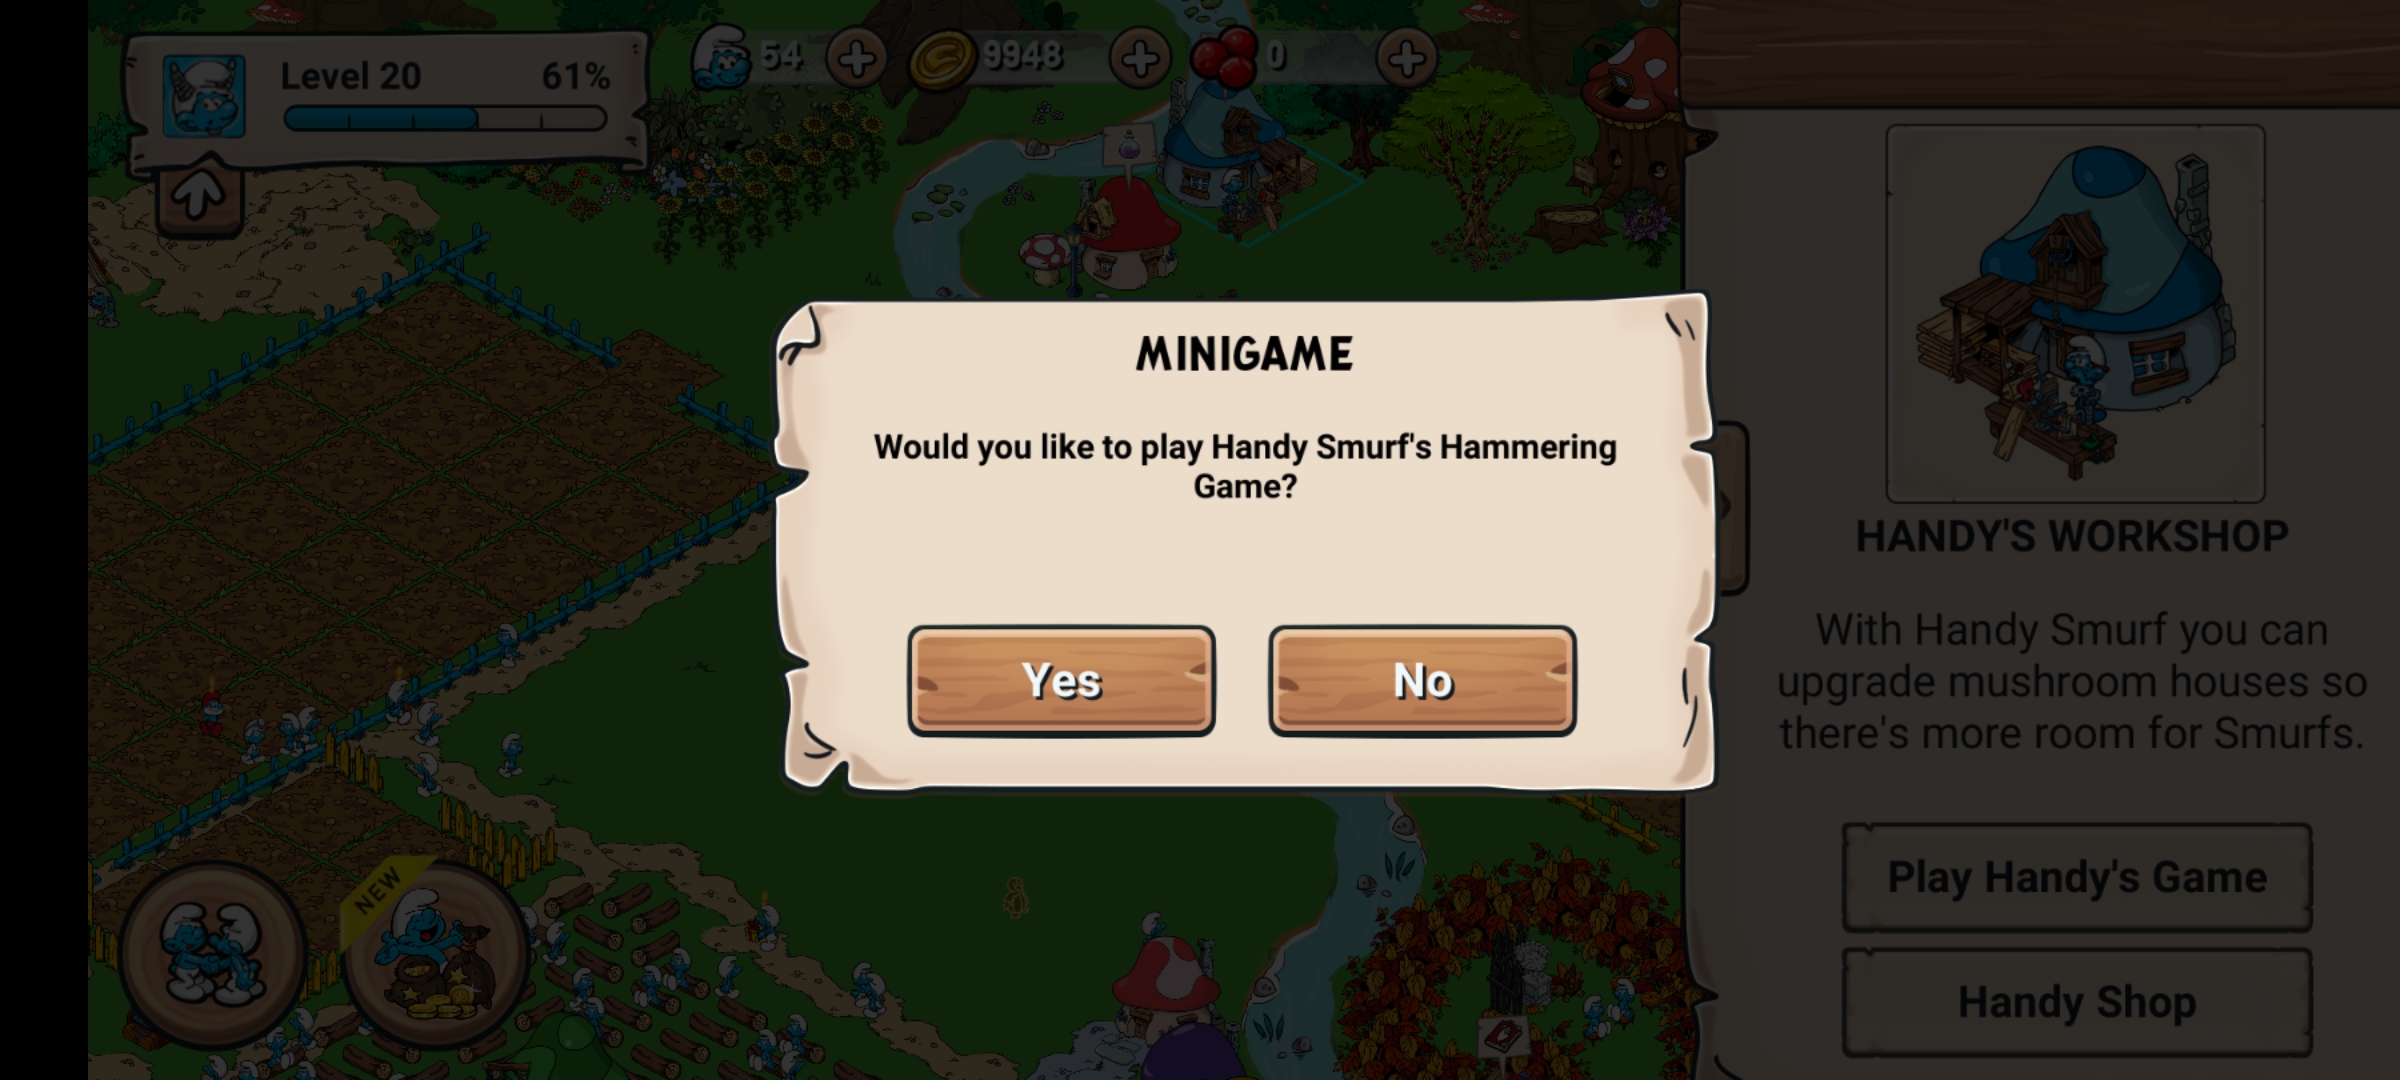 Level 20
61%
54
9948
0
MINIGAME
Would you like to play Handy Smurf's Hammering
Game?
Yes
No
HANDY'S WORKSHOP
With Handy Smurf you can
upgrade mushroom houses so
there's more room for Smurfs.
Play Handy's Game
Handy Shop
NEW